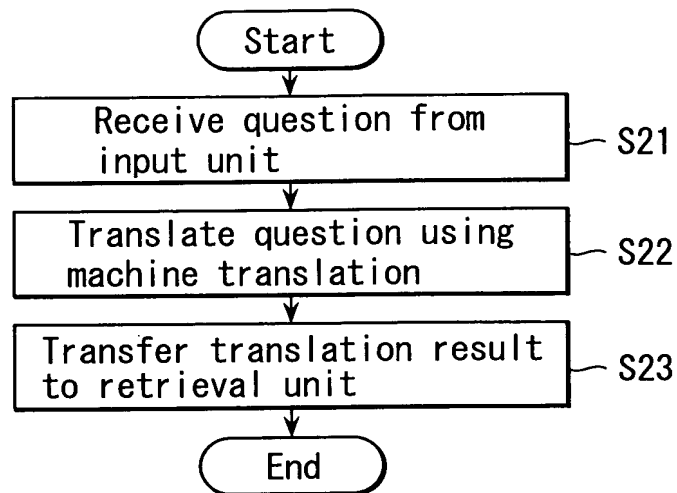 Start
Receive question from
input unit
S21
Translate question using
machine translation
S22
Transfer translation result
to retrieval unit
S23
End